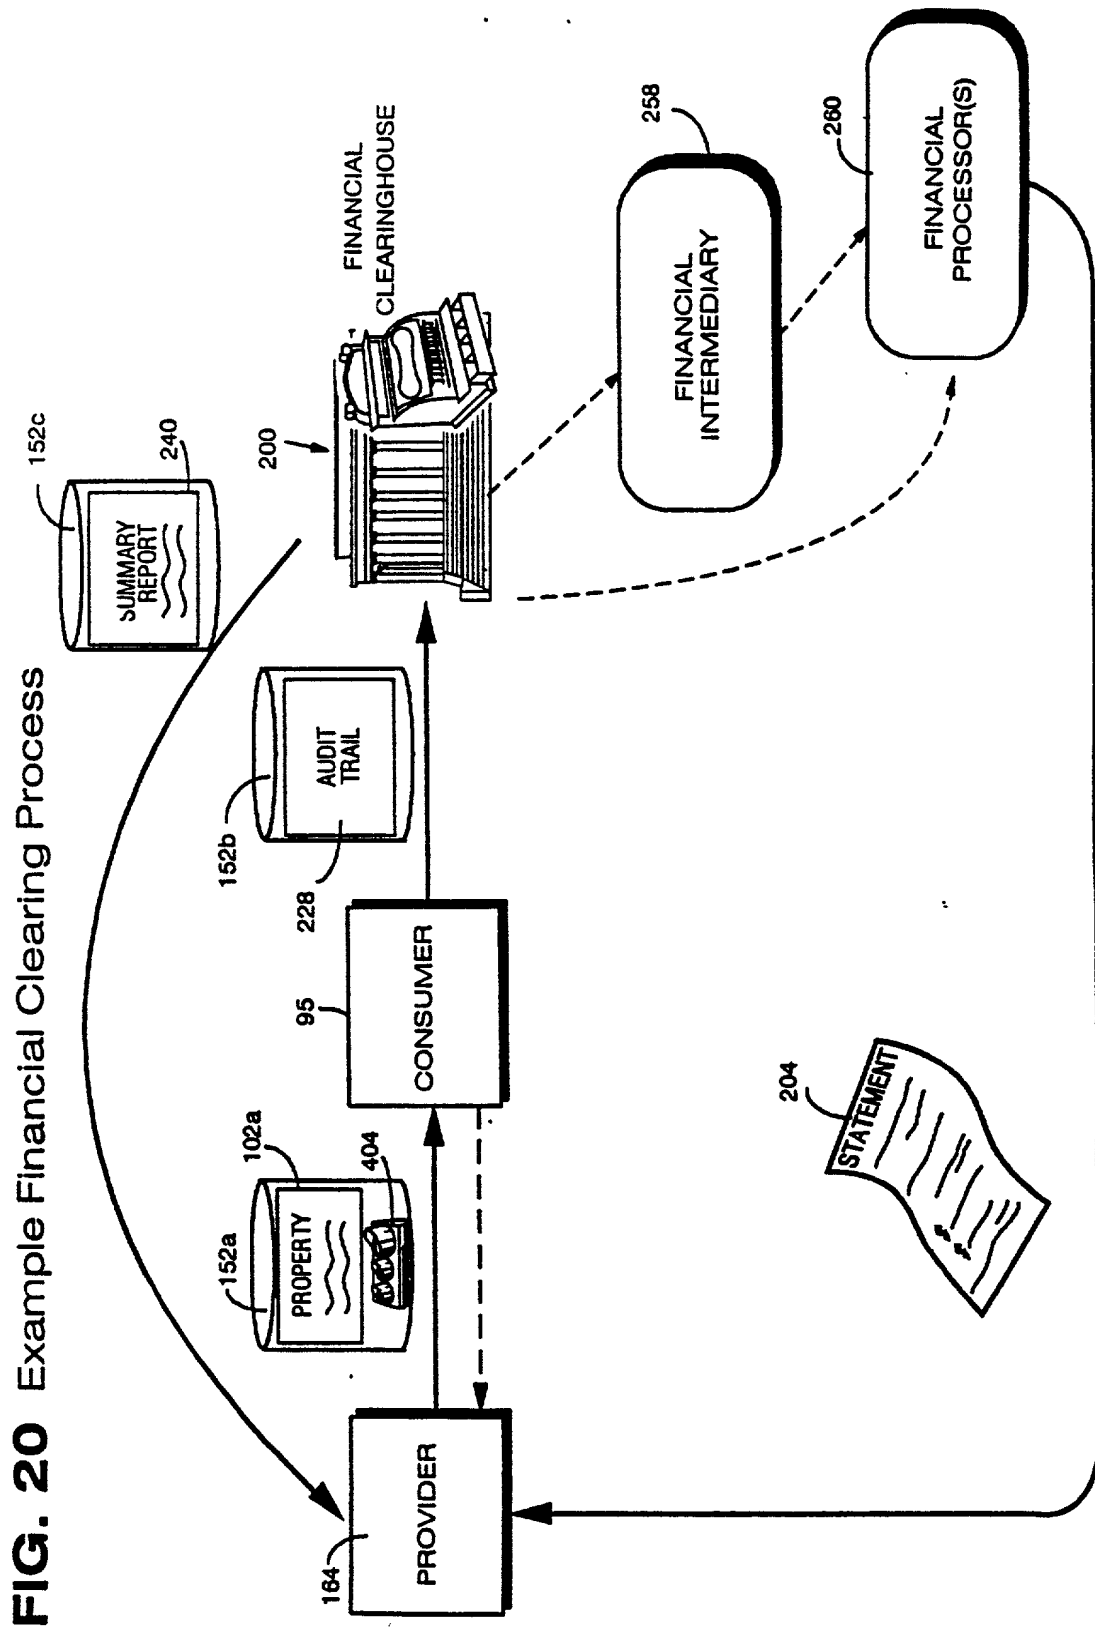 FIG. 20 Example Financial Clearing Process
152c
SUMMARY
REPORT
240
152a
PROPERTY
102a
404
152b
AUDIT
TRAIL
228
200
FINANCIAL
CLEARINGHOUSE
164
PROVIDER
95
CONSUMER
FINANCIAL
INTERMEDIARY
258
260
FINANCIAL
PROCESSOR(S)
204
STATEMENT